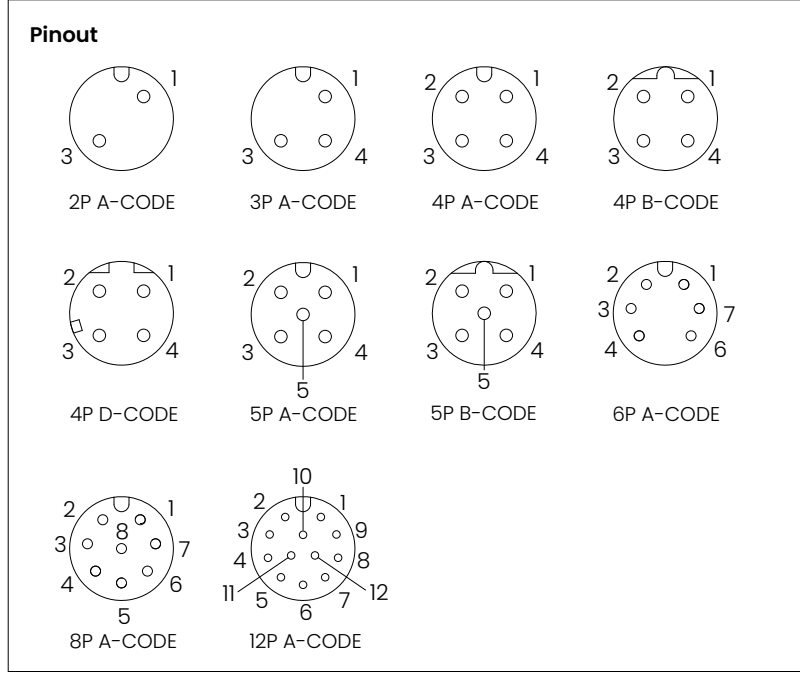 Pinout
1
3
2P A-CODE
1
3 4
3P A-CODE
2 1
3 4
4P A-CODE
2 1
3 4
4P B-CODE
2 1
3 4
4P D-CODE
2 1
3 4
5
5P A-CODE
2 1
3 4
5
5P B-CODE
2 1
3 7
4 6
6P A-CODE
2 1
8
3 7
4 6
5
8P A-CODE
10
2 1
3 9
4 8
11 12
5 7
6
12P A-CODE